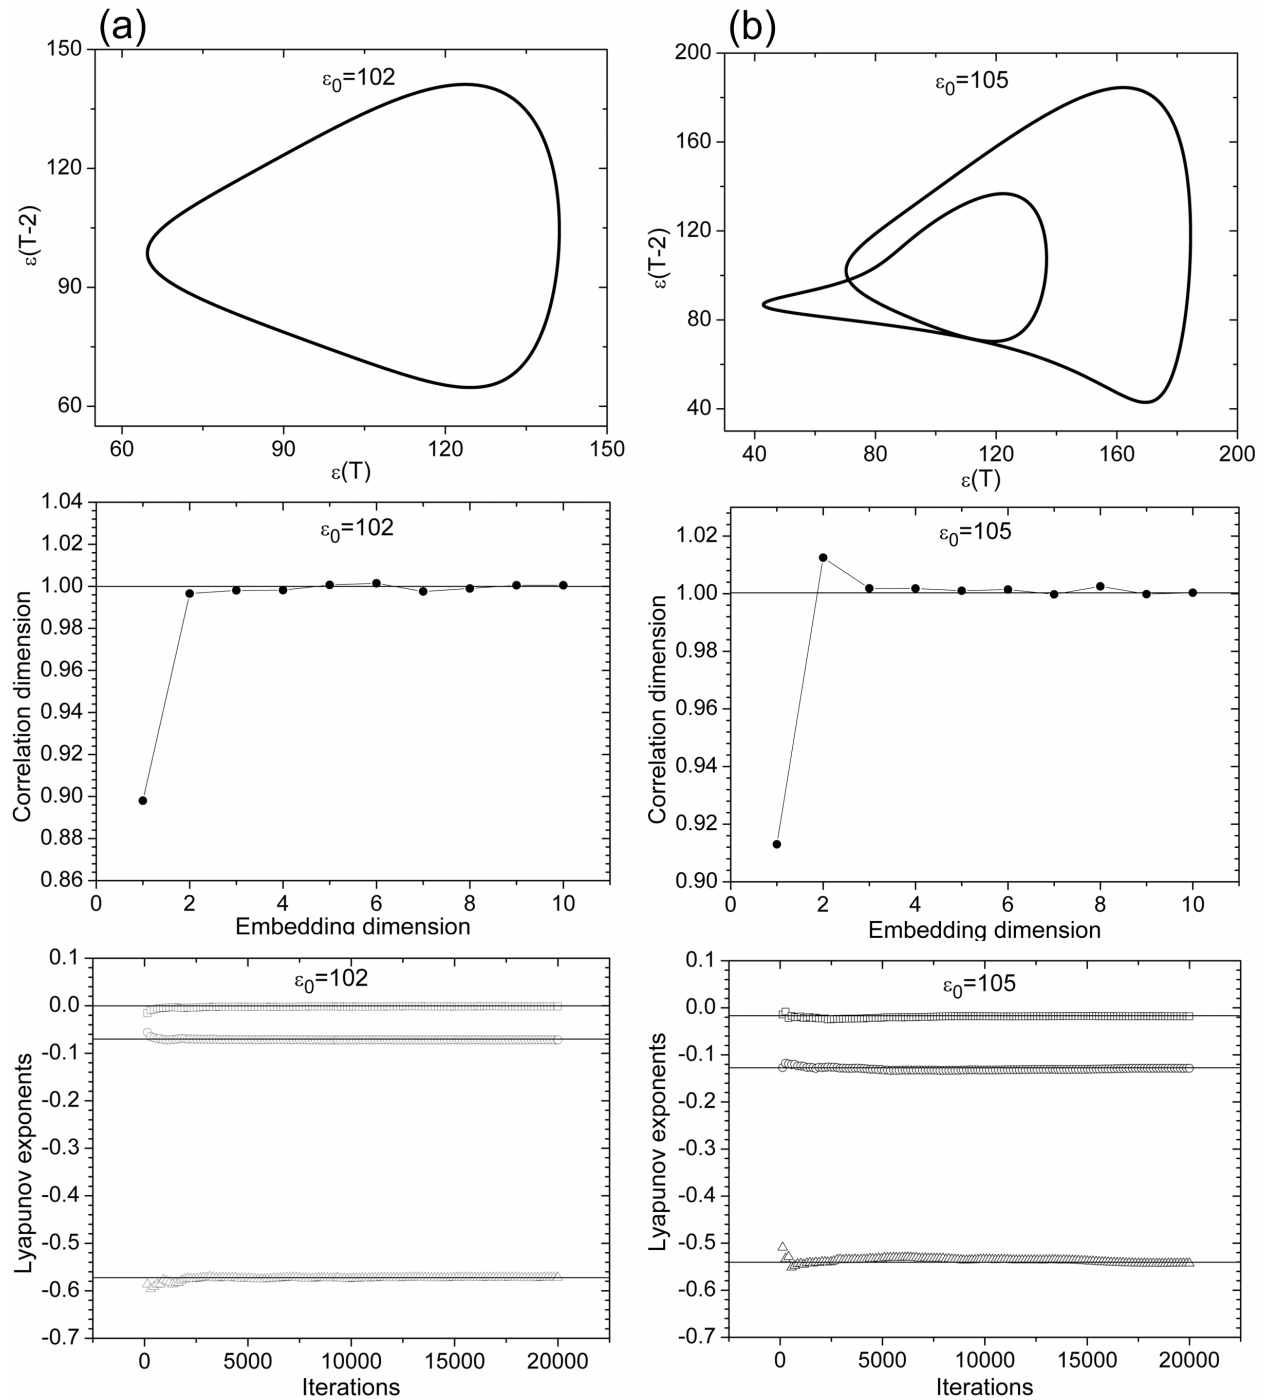 (a)
ε0=102
150
120
90
60
ε(T-2)
60 90 120 150
ε(T)
(b)
ε0=105
200
160
120
80
40
ε(T-2)
40 80 120 160 200
ε(T)
ε0=102
1.04
1.02
1.00
0.98
0.96
0.94
0.92
0.90
0.88
0.86
Correlation dimension
0 2 4 6 8 10
Embedding dimension
ε0=105
1.02
1.00
0.98
0.96
0.94
0.92
0.90
Correlation dimension
0 2 4 6 8 10
Embedding dimension
ε0=102
0.1
0.0
-0.1
-0.2
-0.3
-0.4
-0.5
-0.6
-0.7
Lyapunov exponents
0 5000 10000 15000 20000
Iterations
ε0=105
0.1
0.0
-0.1
-0.2
-0.3
-0.4
-0.5
-0.6
-0.7
Lyapunov exponents
0 5000 10000 15000 20000
Iterations